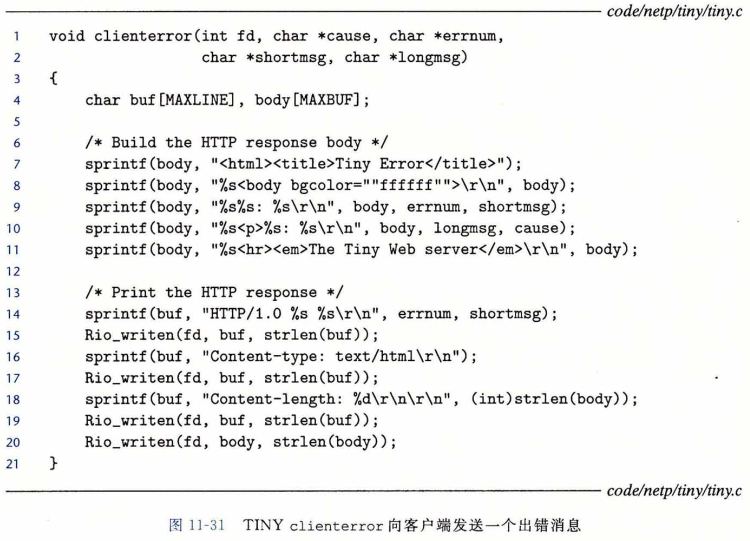 code/netp/tiny/tiny.c
1 void clienterror(int fd, char *cause, char *errnum,
2 char *shortmsg, char *longmsg)
3 {
4 char buf[MAXLINE], body[MAXBUF];
5
6 /* Build the HTTP response body */
7 sprintf(body, "<html><title>Tiny Error</title>");
8 sprintf(body, "%s<body bgcolor=""ffffff"">\r\n", body);
9 sprintf(body, "%s%s: %s\r\n", body, errnum, shortmsg);
10 sprintf(body, "%s<p>%s: %s\r\n", body, longmsg, cause);
11 sprintf(body, "%s<hr><em>The Tiny Web server</em>\r\n", body);
12
13 /* Print the HTTP response */
14 sprintf(buf, "HTTP/1.0 %s %s\r\n", errnum, shortmsg);
15 Rio_writen(fd, buf, strlen(buf));
16 sprintf(buf, "Content-type: text/html\r\n");
17 Rio_writen(fd, buf, strlen(buf));
18 sprintf(buf, "Content-length: %d\r\n\r\n", (int)strlen(body));
19 Rio_writen(fd, buf, strlen(buf));
20 Rio_writen(fd, body, strlen(body));
21 }
code/netp/tiny/tiny.c
图 11-31 TINY clienterror 向客户端发送一个出错消息